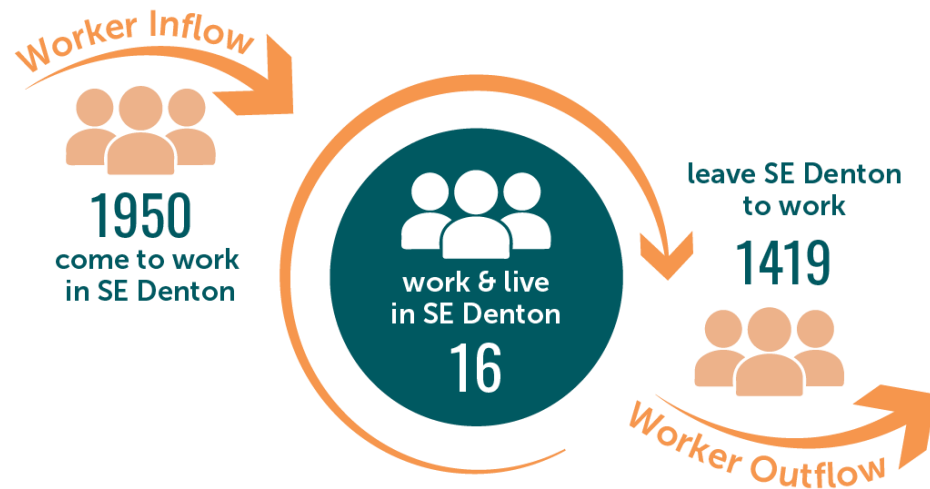 Worker Inflow
1950
come to work
in SE Denton
work & live
in SE Denton
16
leave SE Denton
to work
1419
Worker Outflow